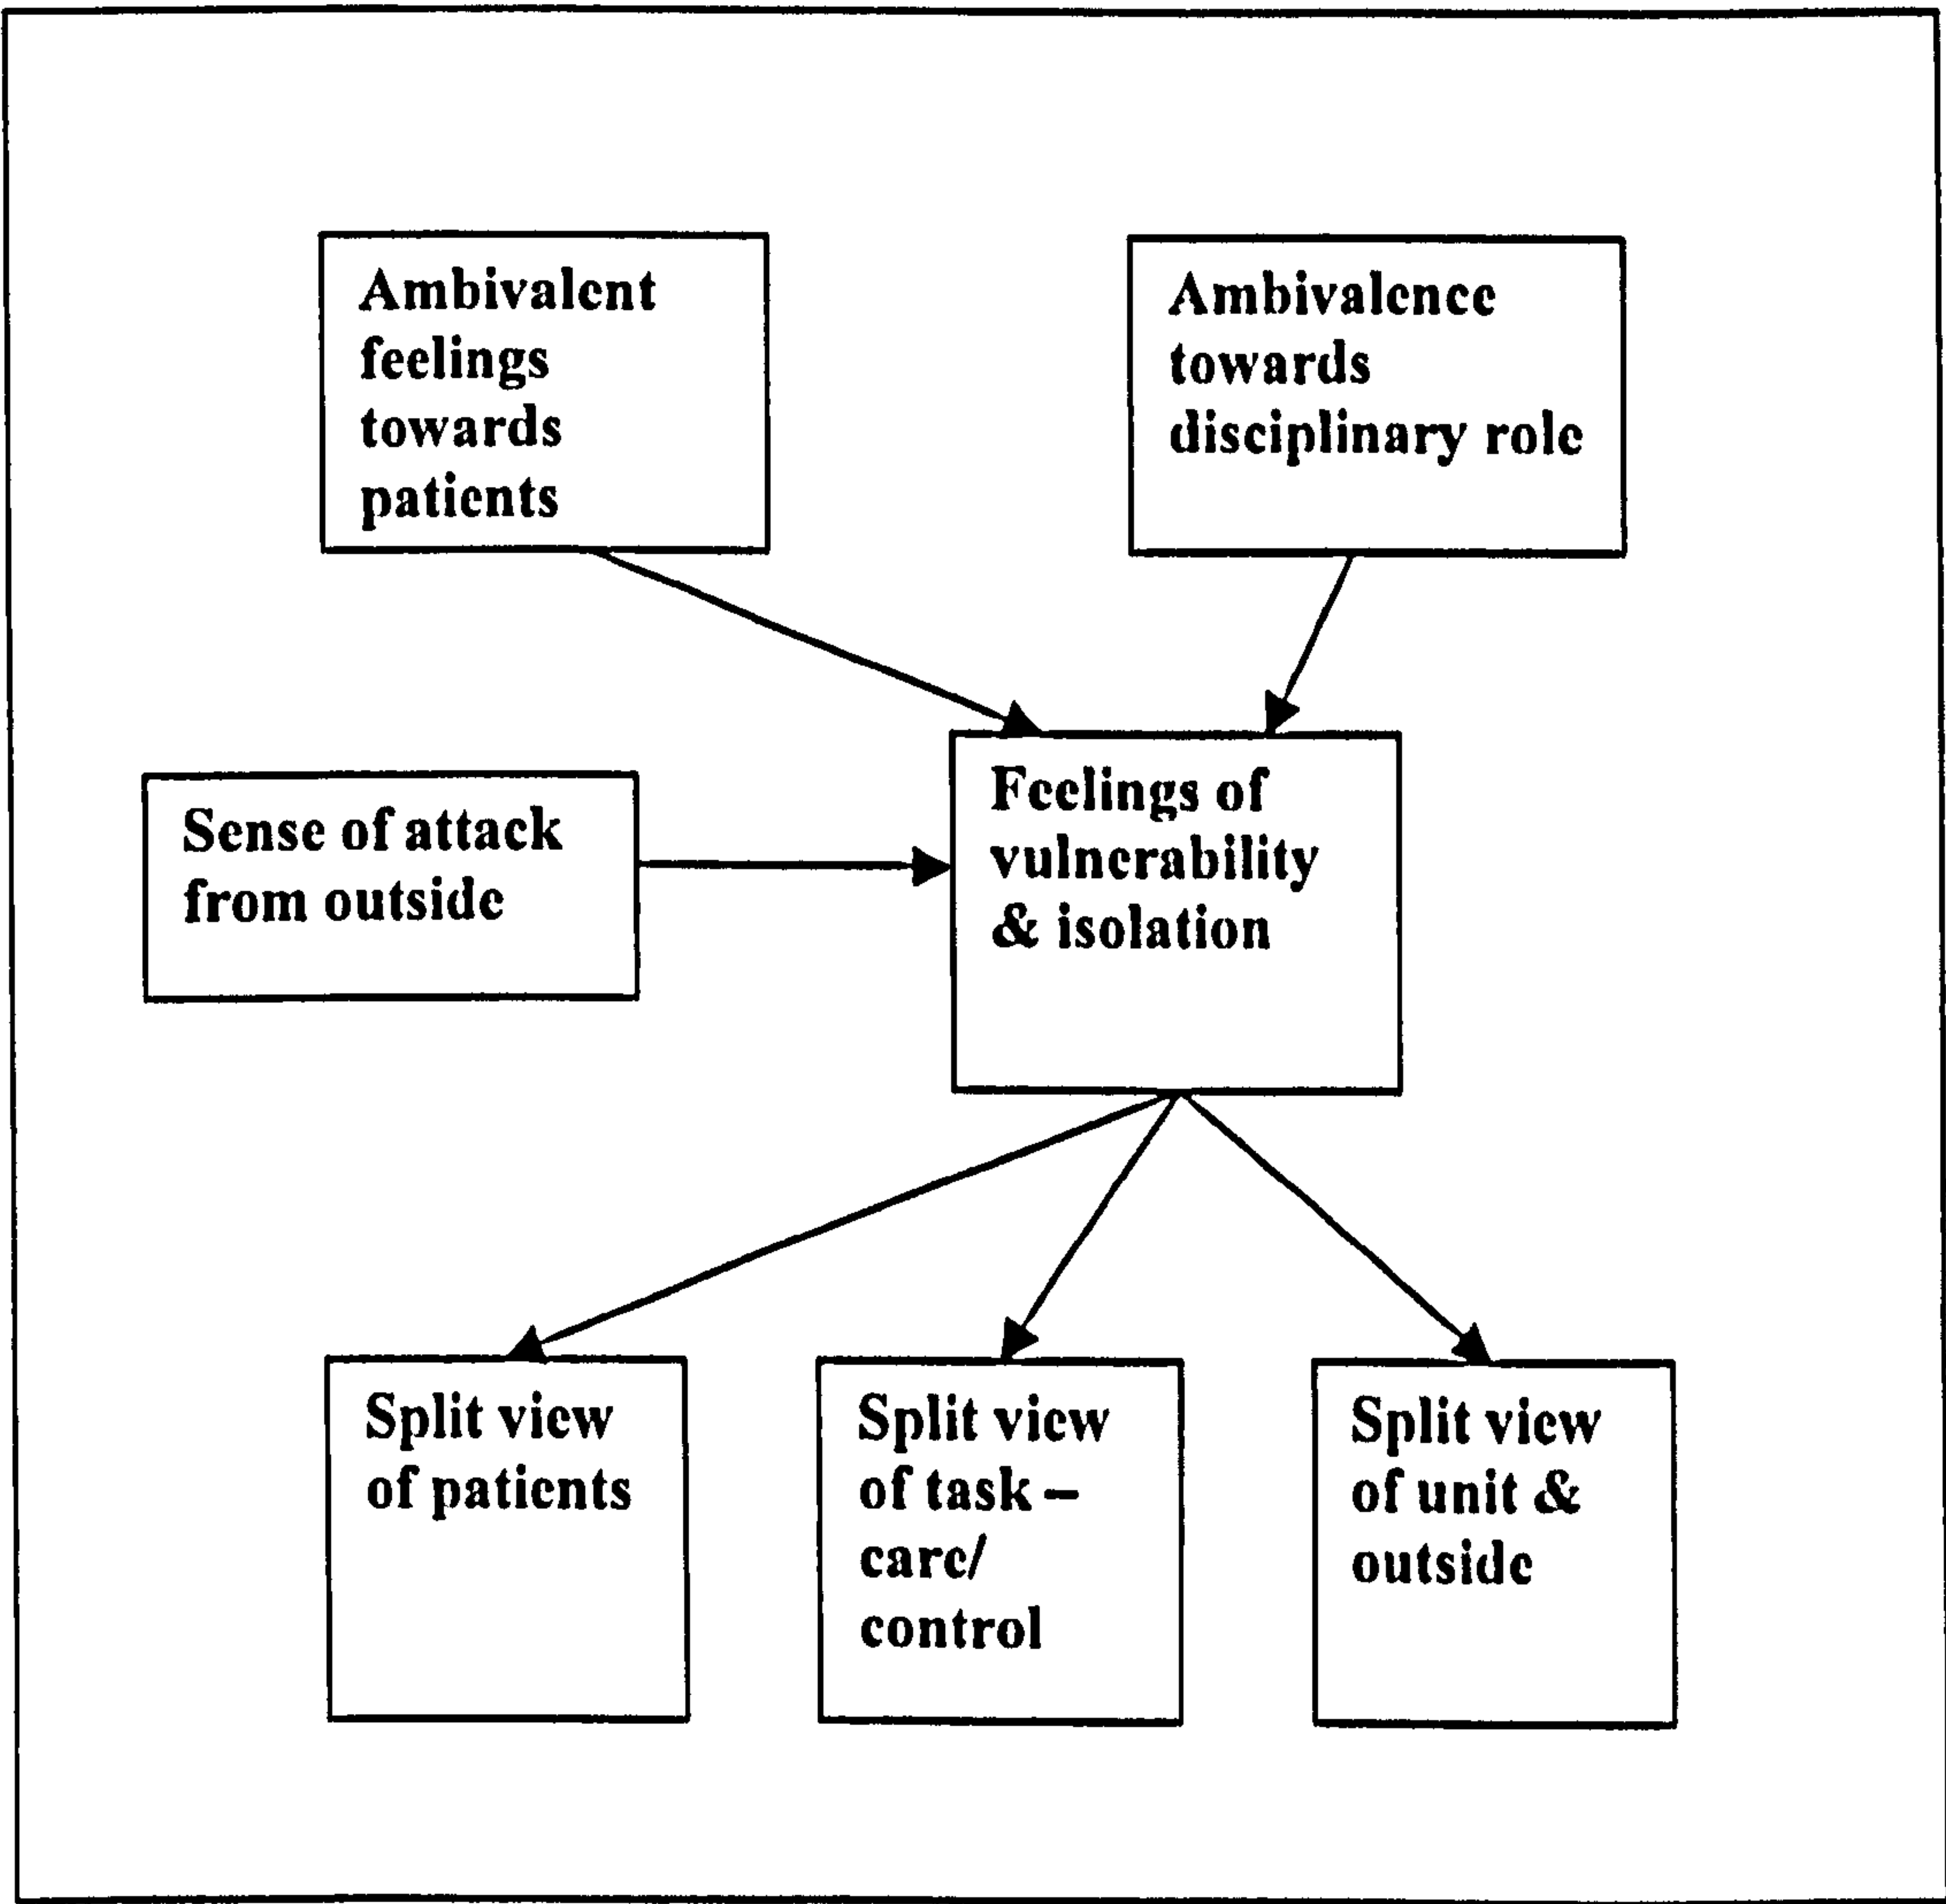 Ambivalent
feelings
towards
patients
Ambivalence
towards
disciplinary role
Sense of attack
from outside
Feelings of
vulnerability
& isolation
Split view
of patients
Split view
of task –
care/
control
Split view
of unit &
outside